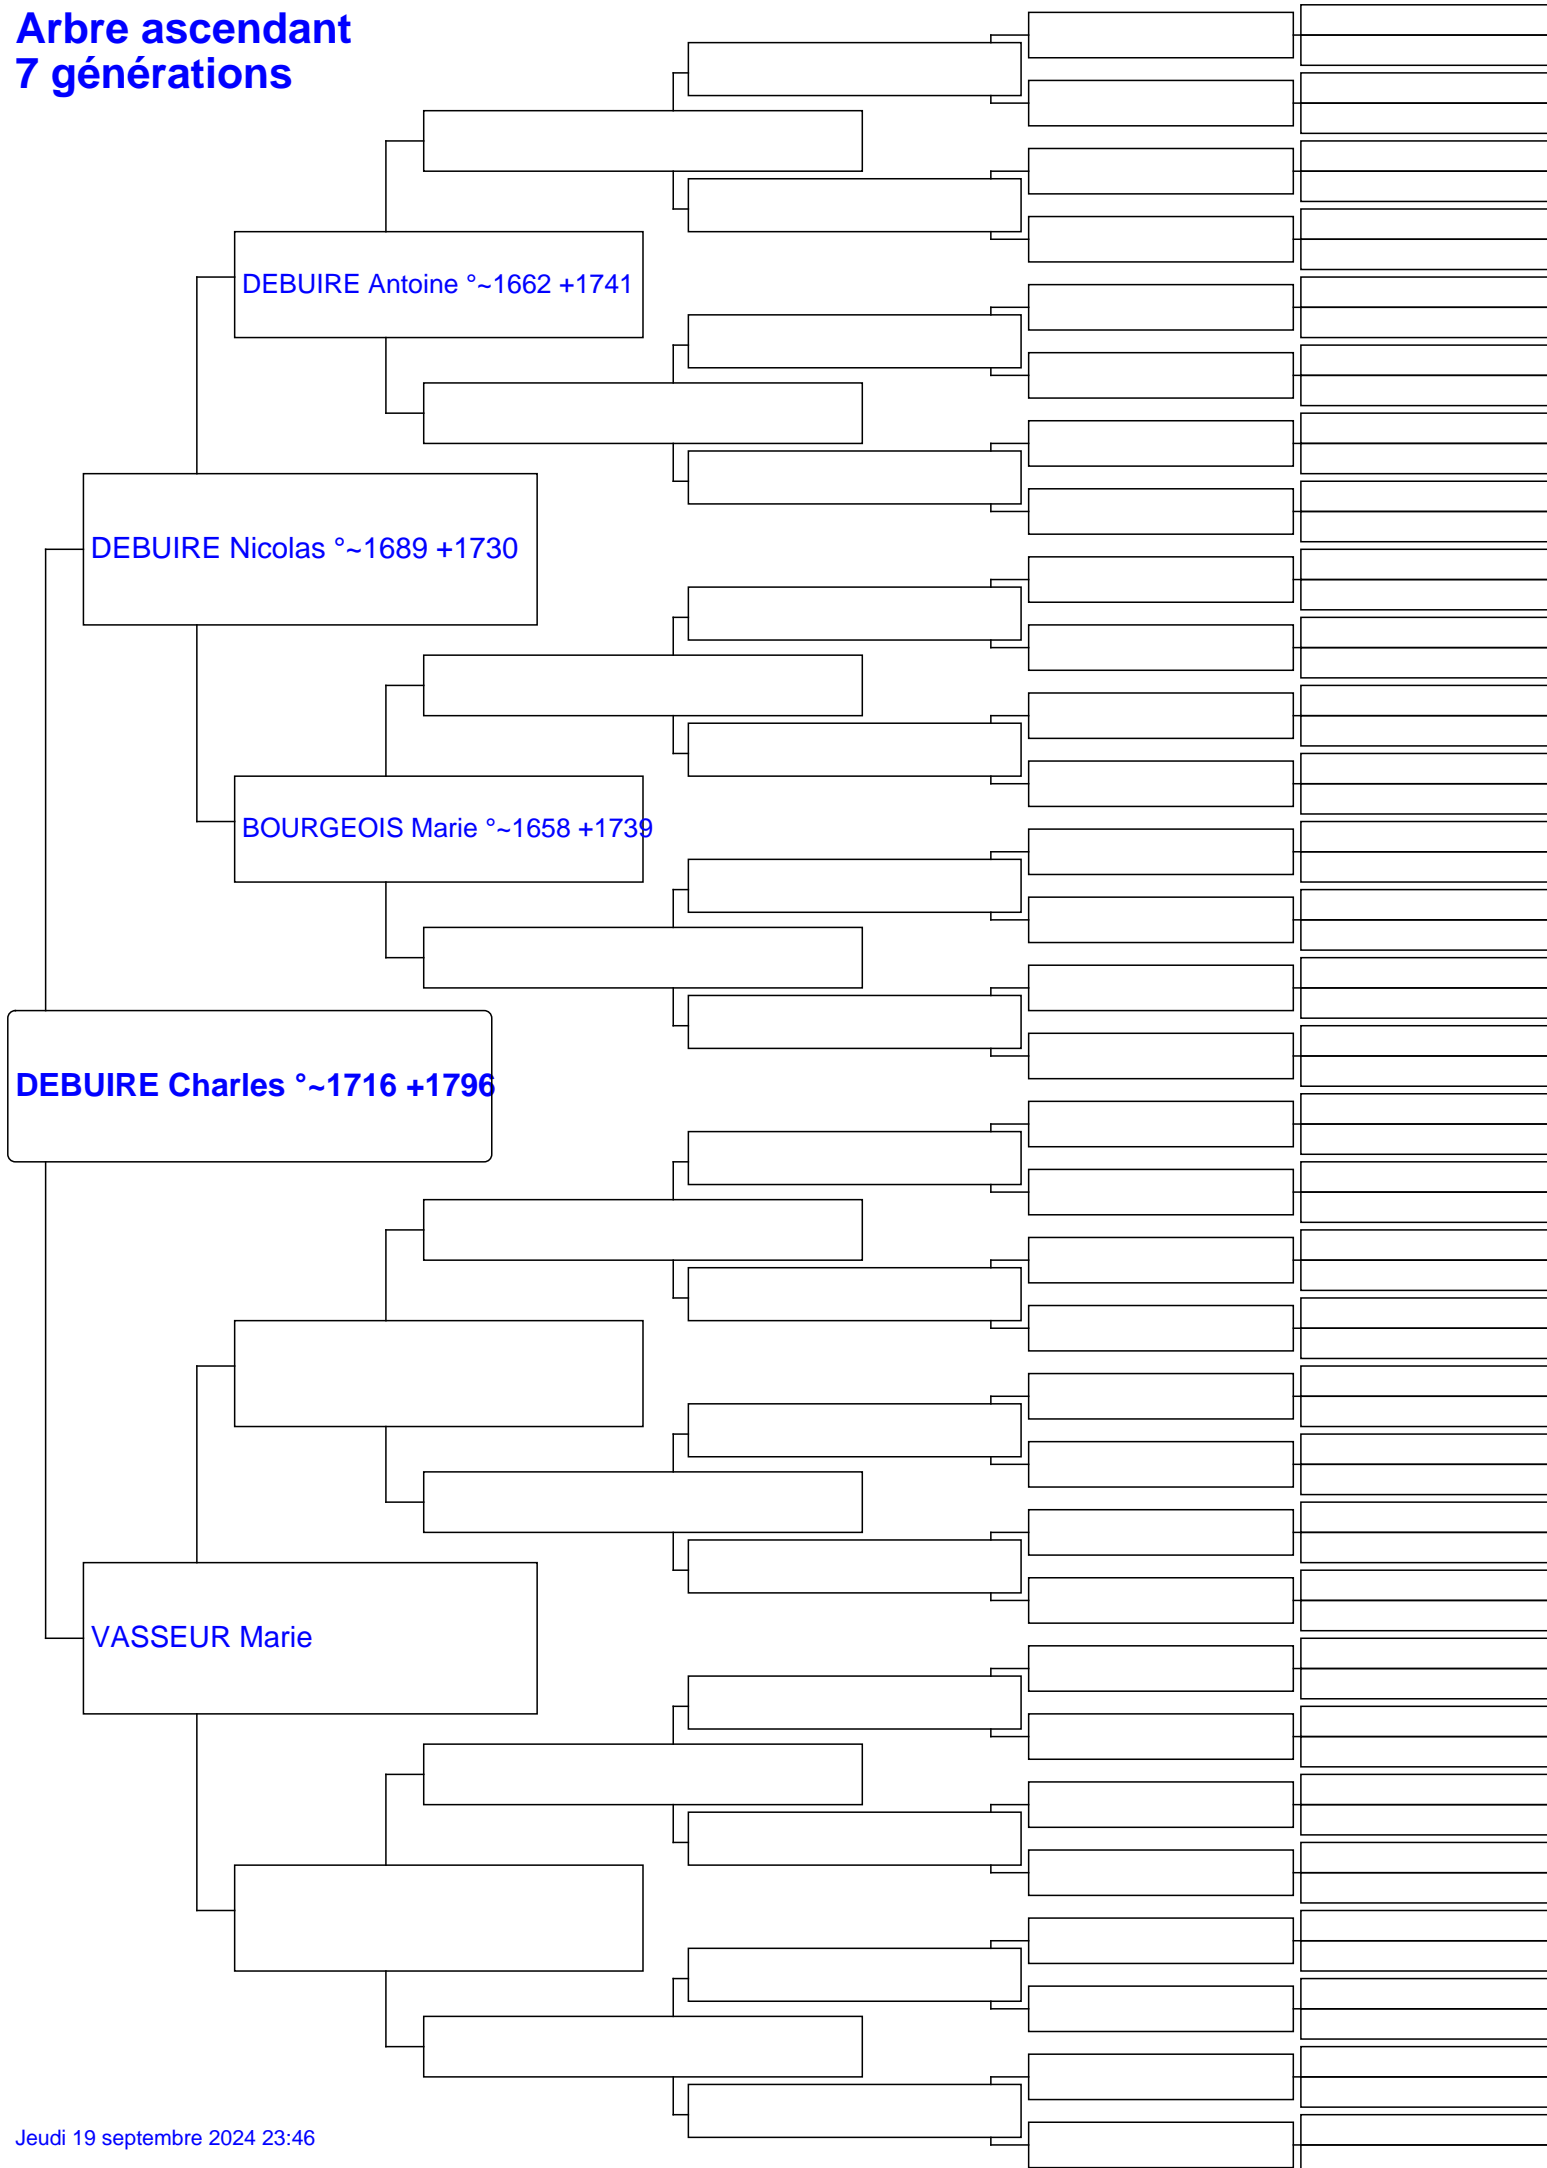 Arbre ascendant
7 générations
DEBUIRE Antoine °~1662 +1741
DEBUIRE Nicolas °~1689 +1730
BOURGEOIS Marie °~1658 +1739
DEBUIRE Charles °~1716 +1796
VASSEUR Marie
Jeudi 19 septembre 2024 23:46